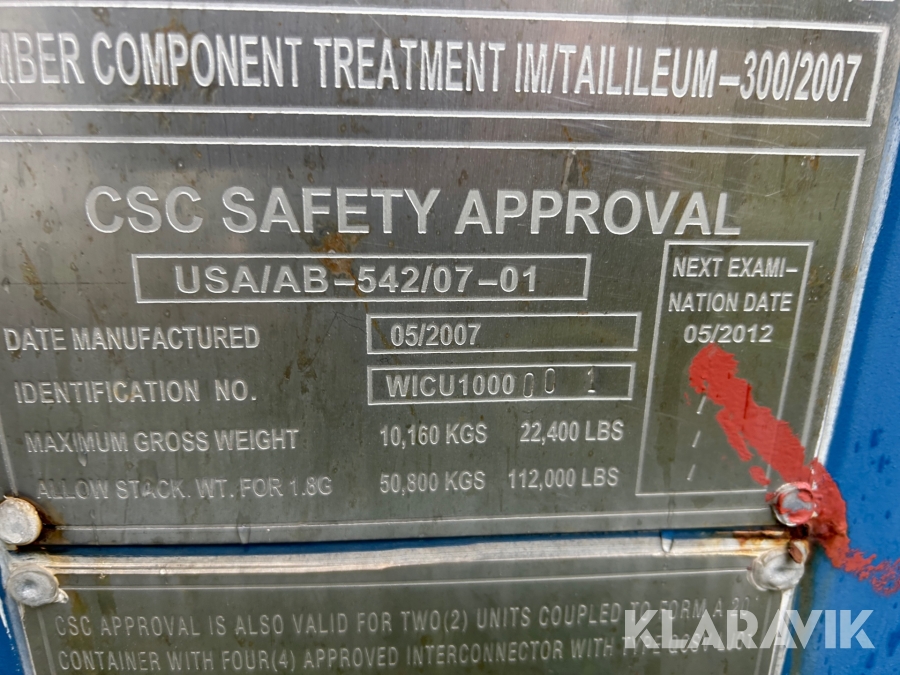 COMPONENT TREATMENT IM/TAILILEUM-300/2007
CSC SAFETY APPROVAL
USA/AB-542/07-01
NEXT EXAMI-
NATION DATE
05/2012
/
/
/
DATE MANUFACTURED 05/2007
IDENTIFICATION NO. WICU1000 00 1
MAXIMUM GROSS WEIGHT 10,160 KGS 22,400 LBS
ALLOW STACK. WT. FOR 1.8G 50,800 KGS 112,000 LBS
CSC APPROVAL IS ALSO VALID FOR TWO(2) UNITS COUPLED TO FORM A
CONTAINER WITH FOUR(4) APPROVED INTERCONNECTOR WITH
KLARAVIK